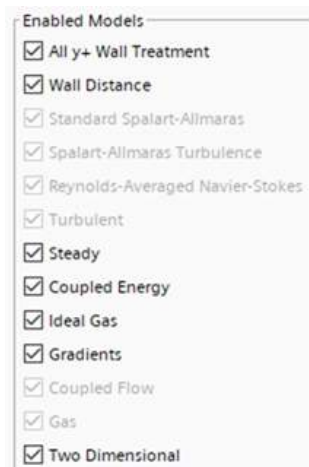 Enabled Models
All y+ Wall Treatment
Wall Distance
Standard Spalart-Allmaras
Spalart-Allmaras Turbulence
Reynolds-Averaged Navier-Stokes
Turbulent
Steady
Coupled Energy
Ideal Gas
Gradients
Coupled Flow
Gas
Two Dimensional